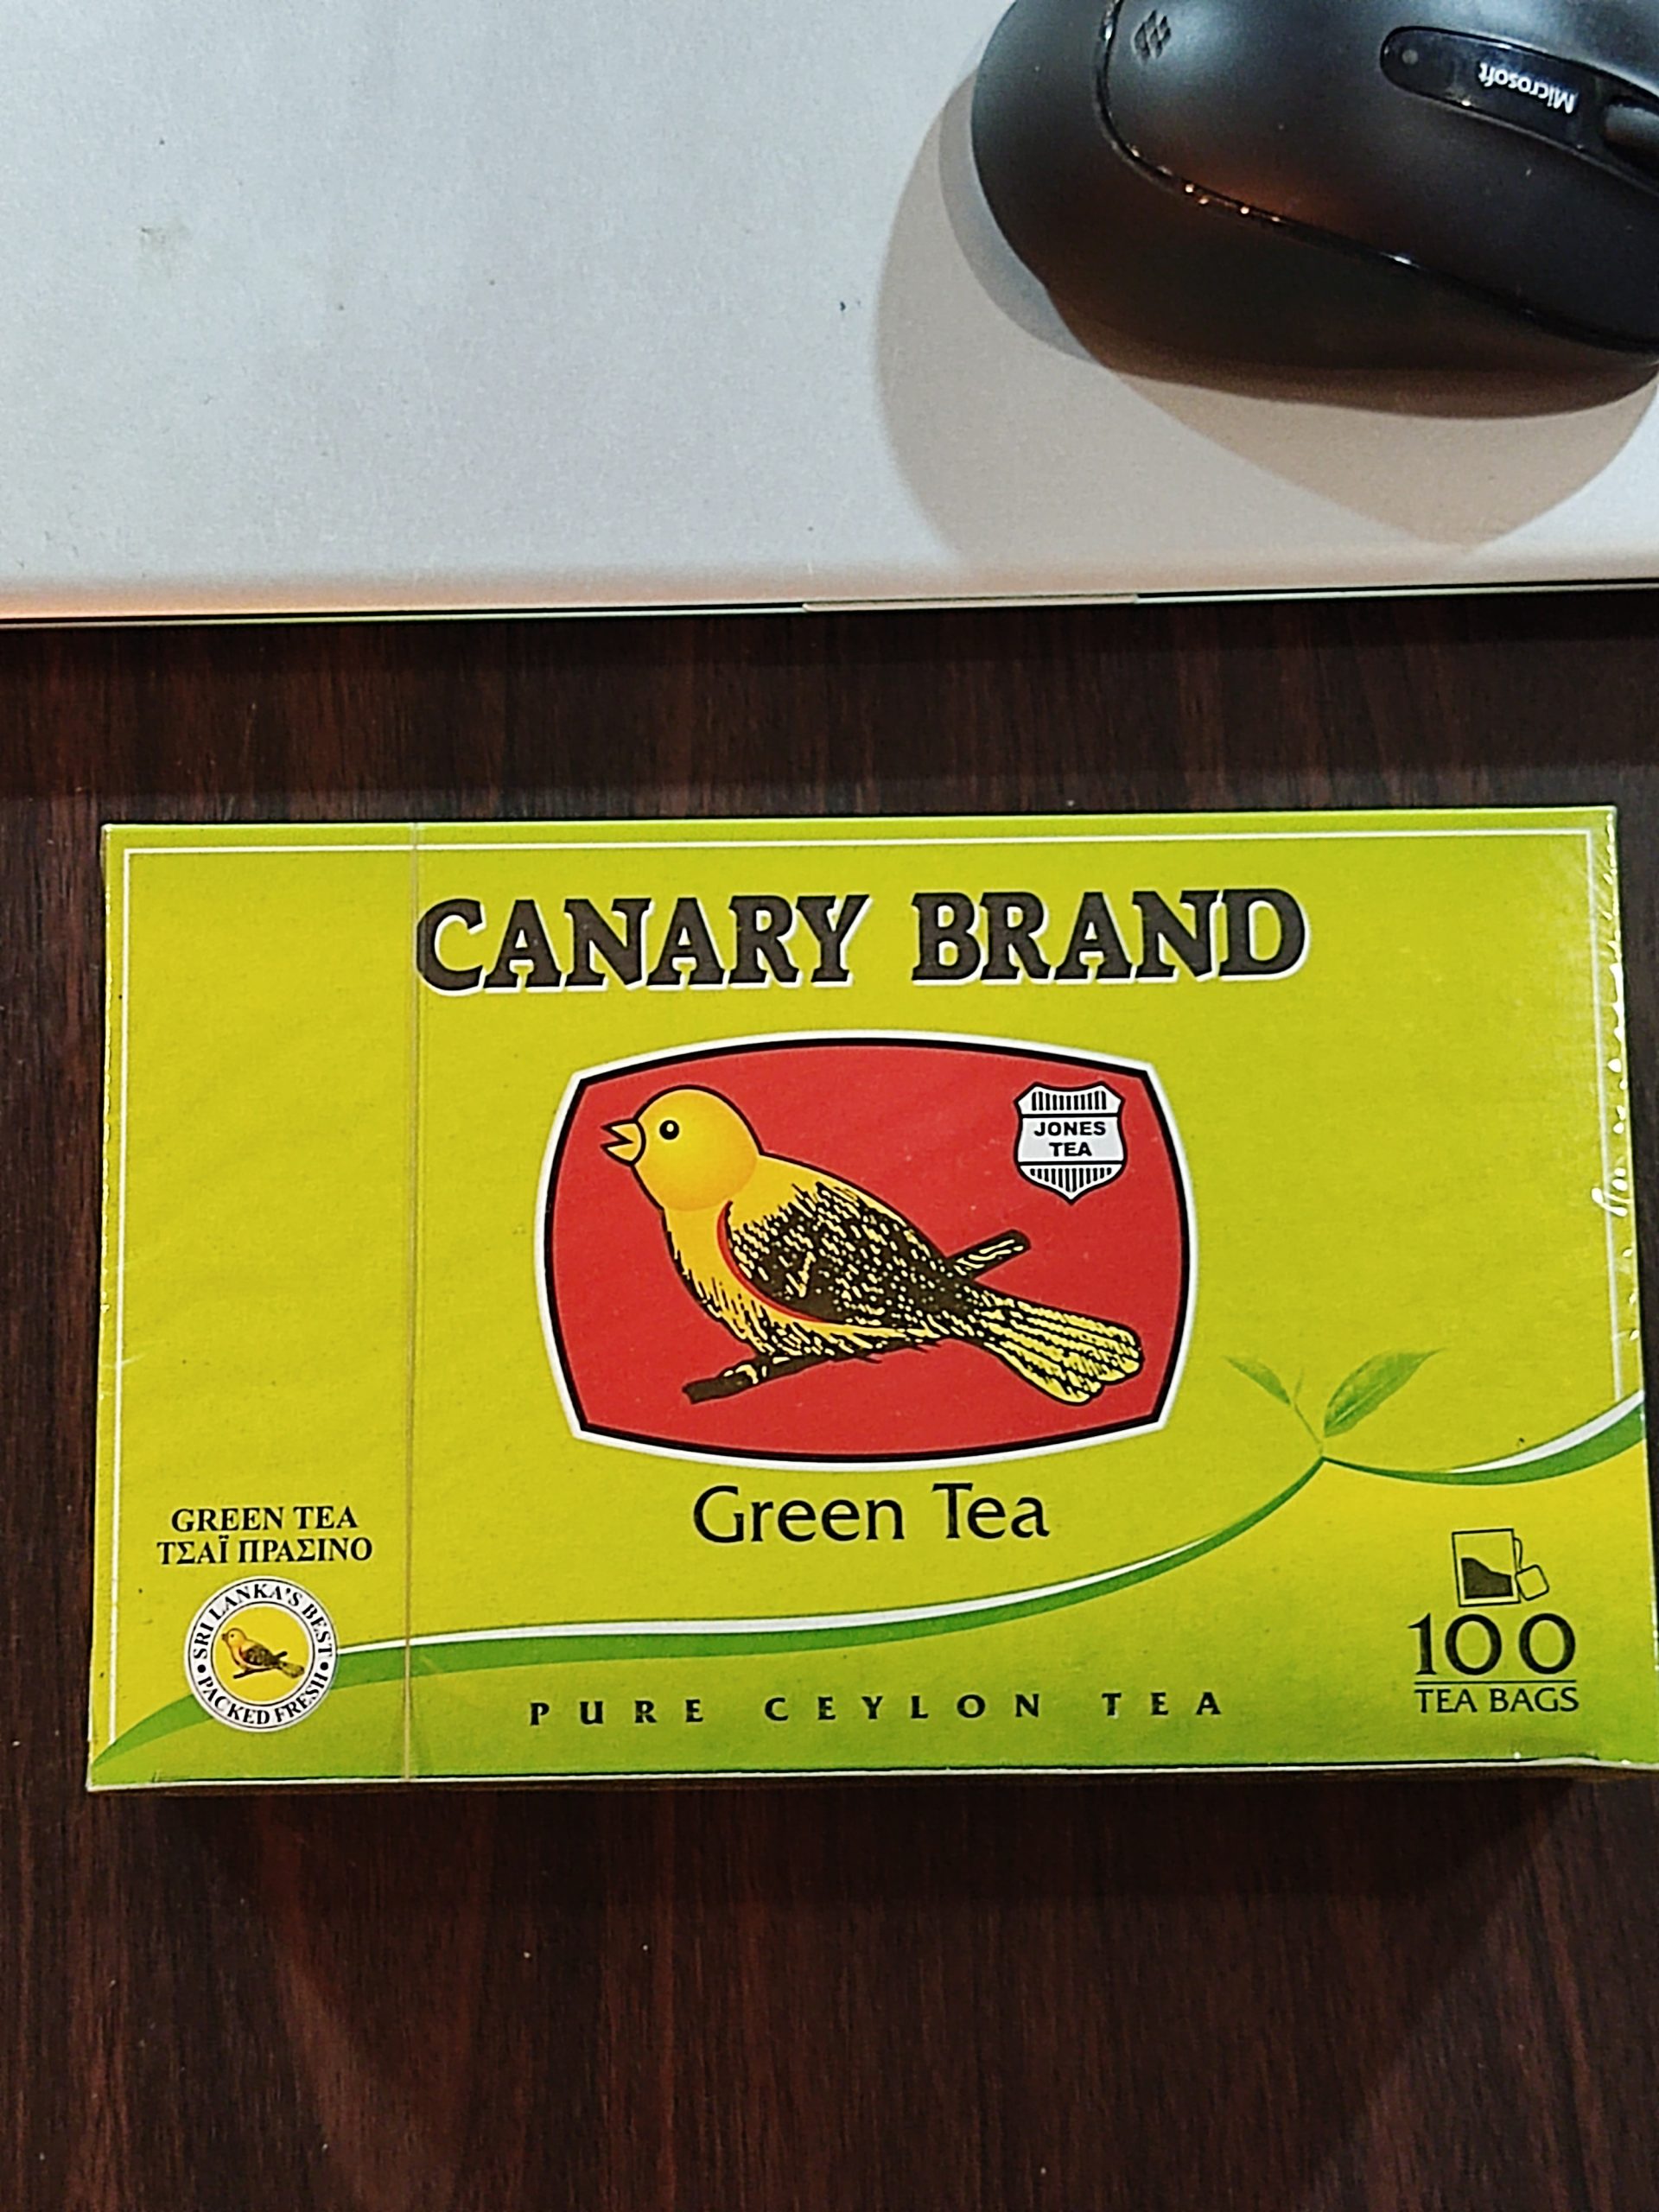 Microsoft
CANARY BRAND
JONES
TEA
Green Tea
GREEN TEA
ΤΣΑΪ ΠΡΑΣΙΝΟ
SRI LANKA'S BEST
PACKED FRESH
100
TEA BAGS
PURE CEYLON TEA